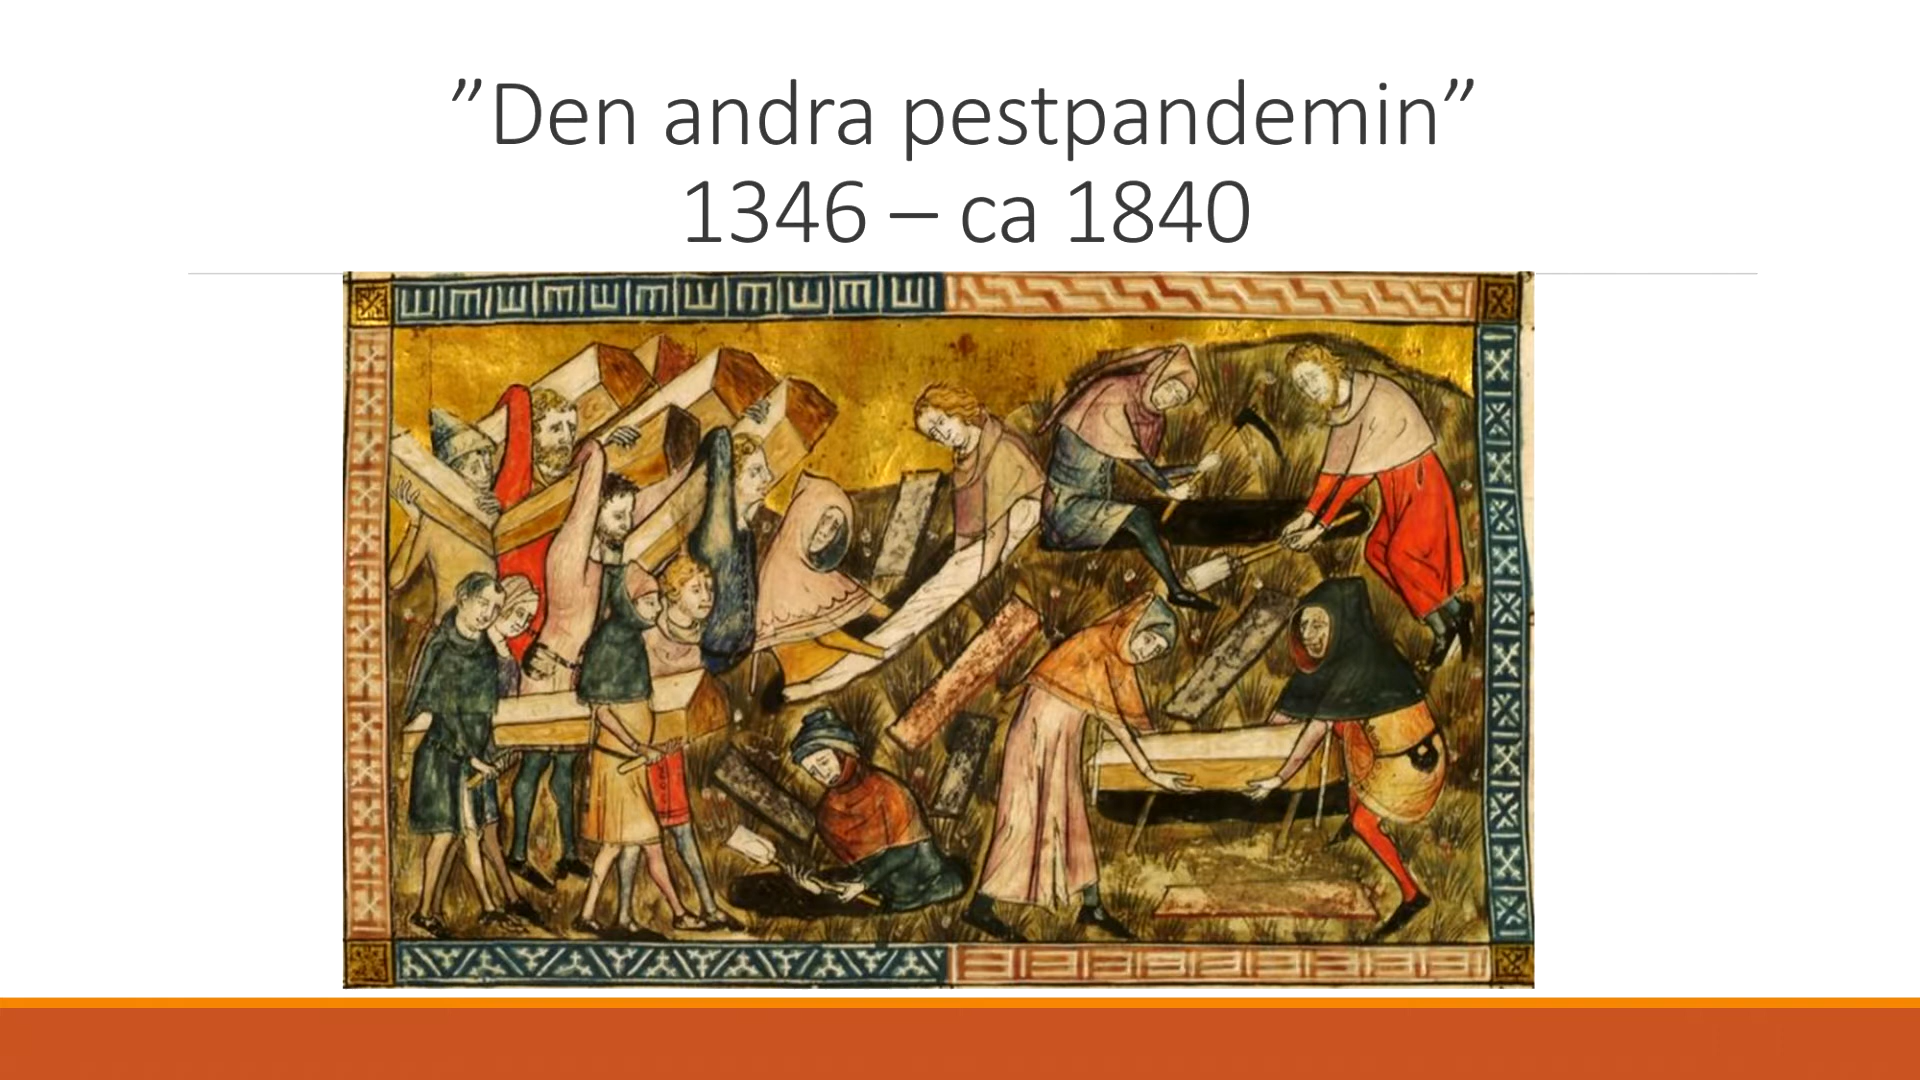 ”Den andra pestpandemin”
1346 – ca 1840